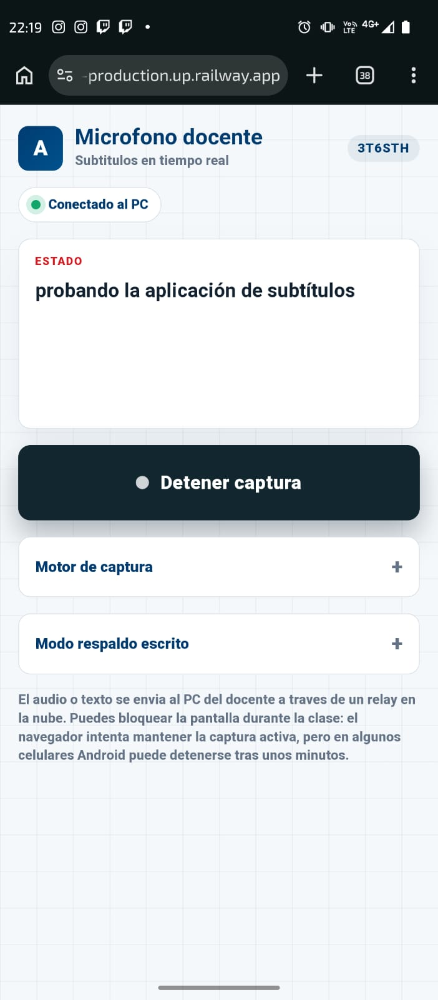 22:19
VoLTE 4G+
-production.up.railway.app
38
A
Microfono docente
Subtitulos en tiempo real
3T6STH
Conectado al PC
ESTADO
probando la aplicación de subtítulos
Detener captura
Motor de captura +
Modo respaldo escrito +
El audio o texto se envia al PC del docente a traves de un relay en
la nube. Puedes bloquear la pantalla durante la clase: el
navegador intenta mantener la captura activa, pero en algunos
celulares Android puede detenerse tras unos minutos.